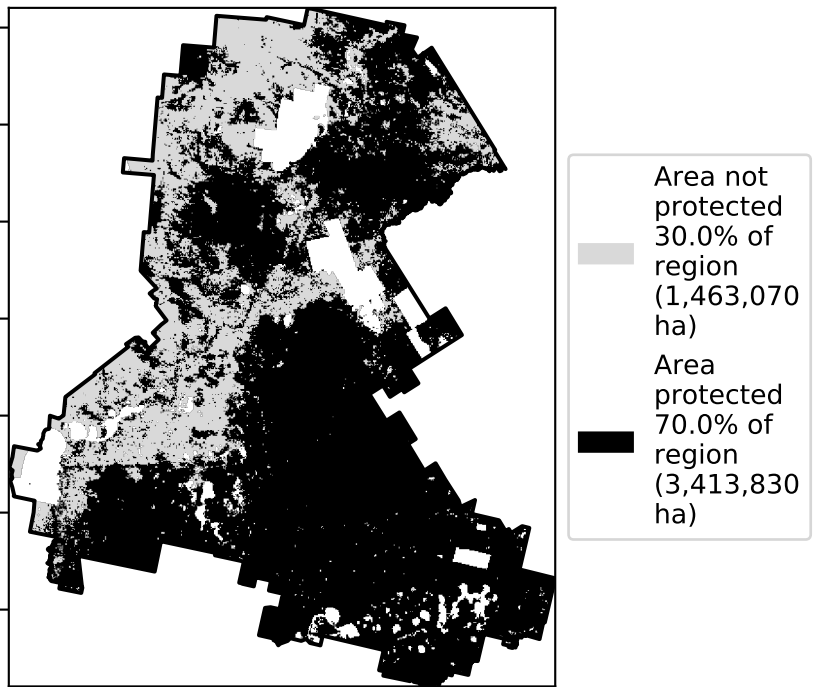 Area not
protected
30.0% of
region
(1,463,070
ha)
Area
protected
70.0% of
region
(3,413,830
ha)